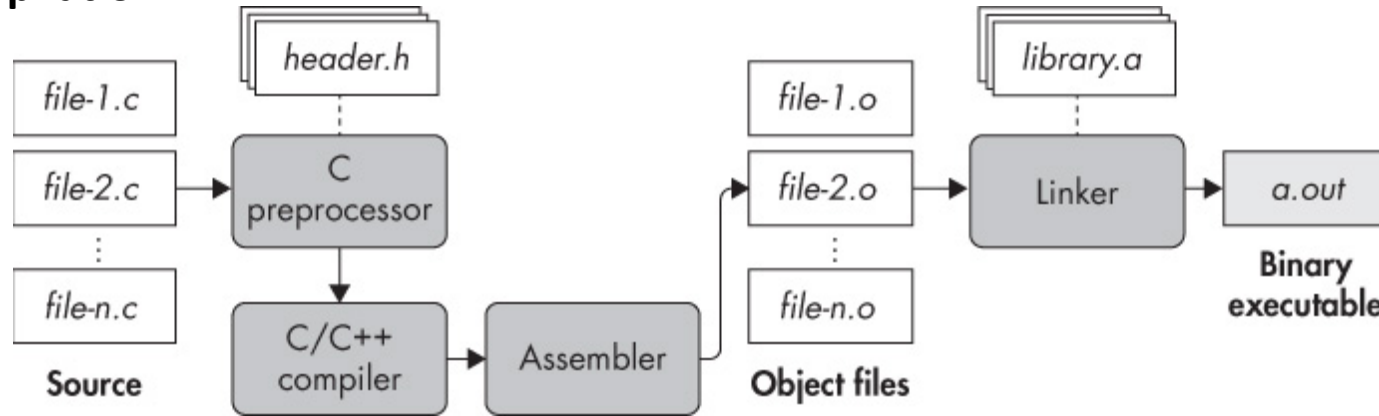 header.h
library.a
file-1.c
file-1.o
file-2.c
C
preprocessor
file-2.o
Linker
a.out
Binary
executable
file-n.c
C/C++
compiler
Assembler
file-n.o
Source
Object files